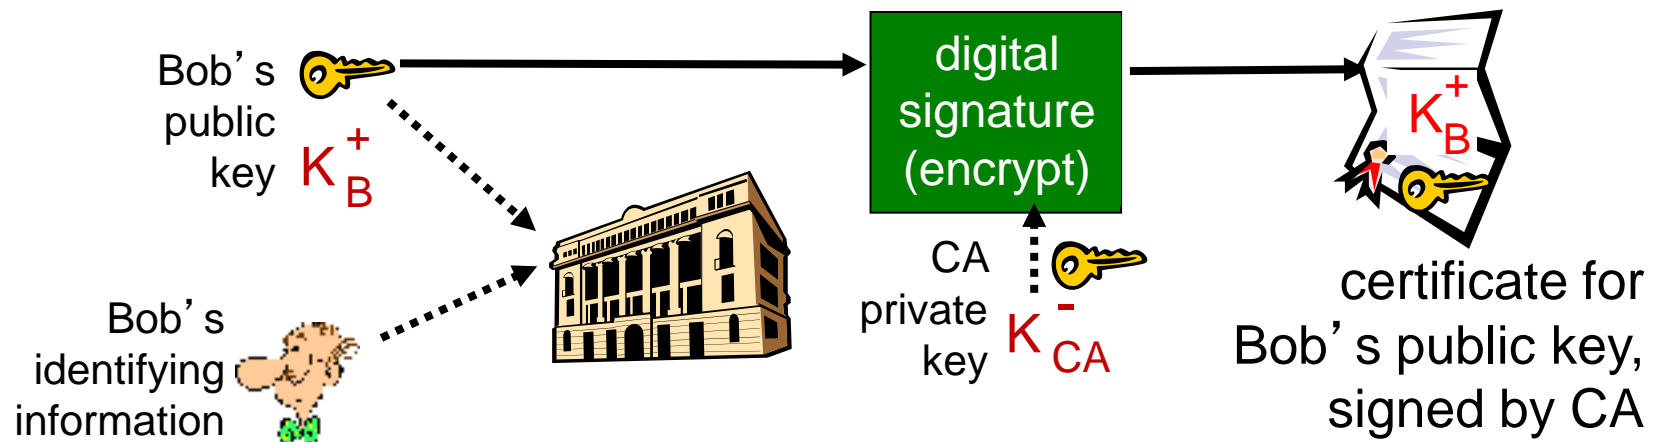 Bob’s
public
key
K+B
Bob’s
identifying
information
digital
signature
(encrypt)
CA
private
key
K-CA
K+B
certificate for
Bob’s public key,
signed by CA